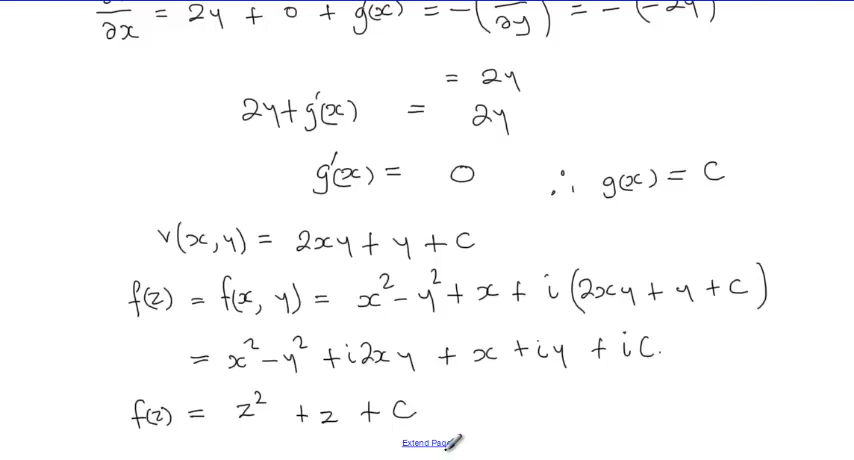 ∂x = 2y + 0 + g(x) = -(∂y) = -(-2y)
= 2y
2y + g'(x) = 2y
g'(x) = 0 ∴ g(x) = C
v(x, y) = 2xy + y + C
f(z) = f(x, y) = x² - y² + x + i(2xy + y + C)
= x² - y² + i2xy + x + iy + iC.
f(z) = z² + z + C
Extend Page